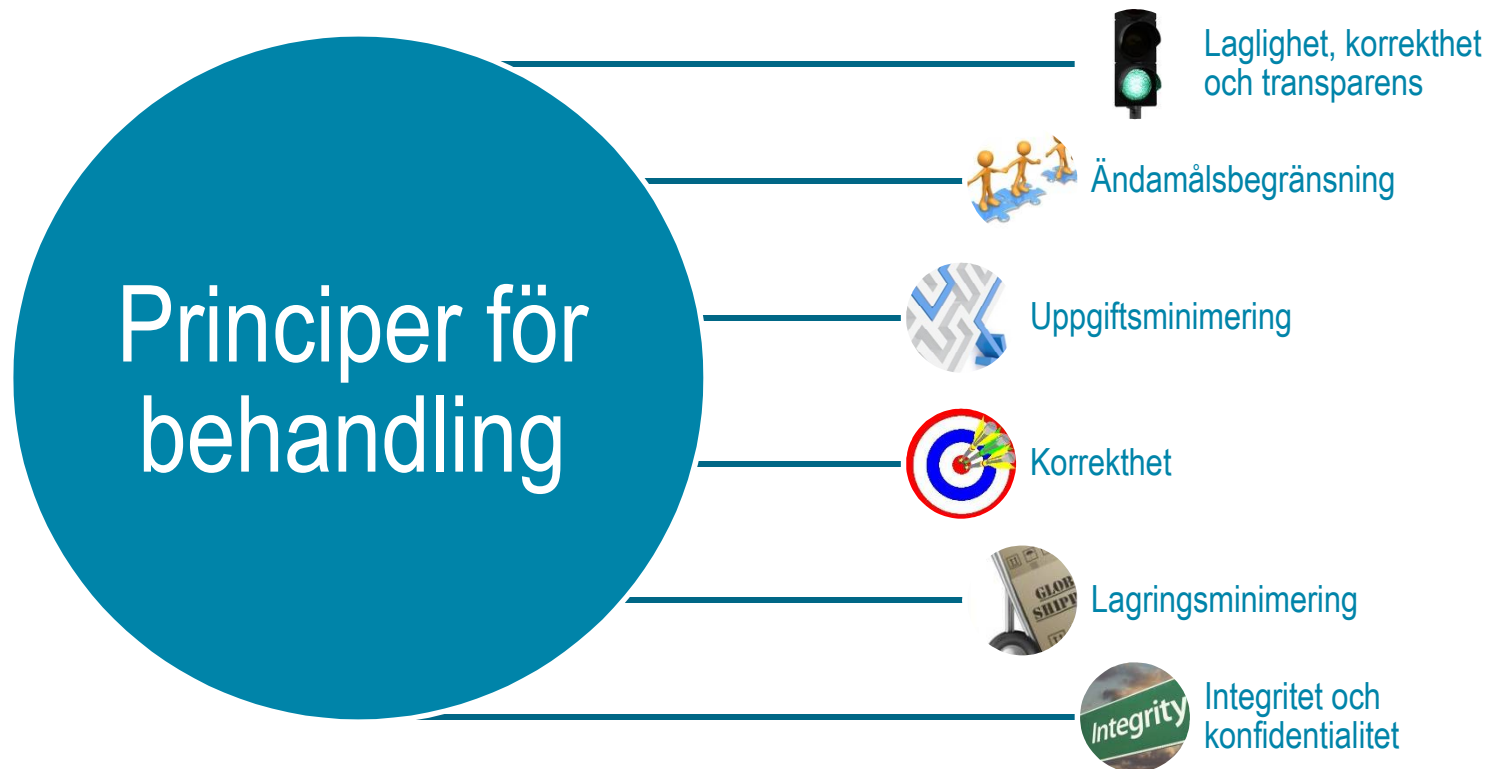 Principer för
behandling
Laglighet, korrekthet
och transparens
Ändamålsbegränsning
Uppgiftsminimering
Korrekthet
Lagringsminimering
Integritet och
konfidentialitet
Integrity